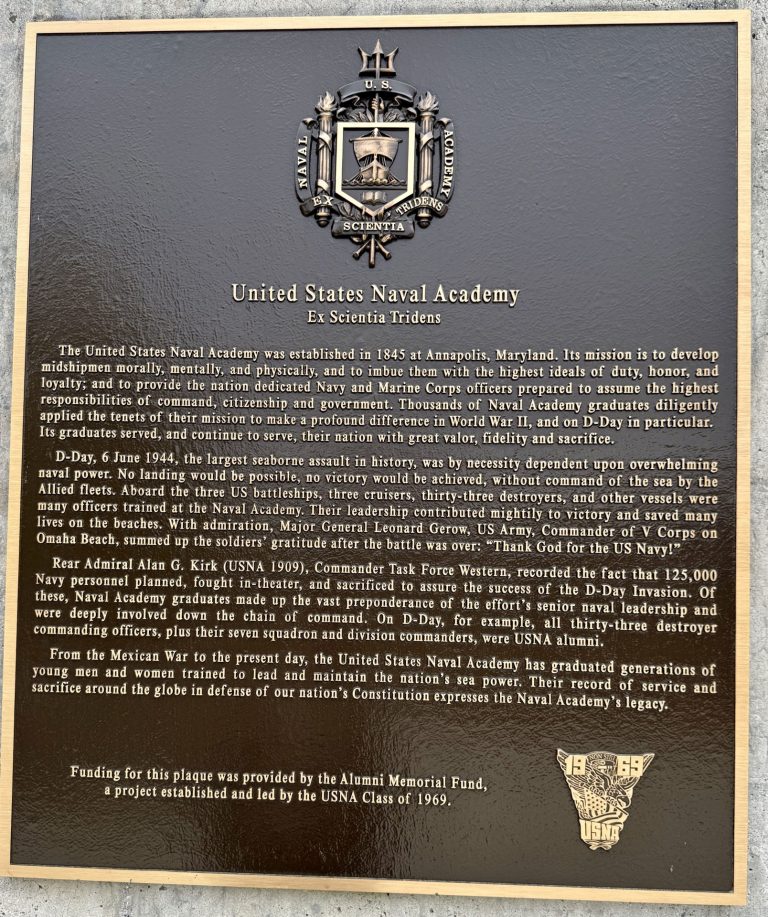 U. S.
NAVAL ACADEMY
EX SCIENTIA TRIDENS
United States Naval Academy
Ex Scientia Tridens
The United States Naval Academy was established in 1845 at Annapolis, Maryland. Its mission is to develop
midshipmen morally, mentally, and physically, and to imbue them with the highest ideals of duty, honor, and
loyalty; and to provide the nation dedicated Navy and Marine Corps officers prepared to assume the highest
responsibilities of command, citizenship and government. Thousands of Naval Academy graduates diligently
applied the tenets of their mission to make a profound difference in World War II, and on D-Day in particular.
Its graduates served, and continue to serve, their nation with great valor, fidelity and sacrifice.
D-Day, 6 June 1944, the largest seaborne assault in history, was by necessity dependent upon overwhelming
naval power. No landing would be possible, no victory would be achieved, without command of the sea by the
Allied fleets. Aboard the three US battleships, three cruisers, thirty-three destroyers, and other vessels were
many officers trained at the Naval Academy. Their leadership contributed mightily to victory and saved many
lives on the beaches. With admiration, Major General Leonard Gerow, US Army, Commander of V Corps on
Omaha Beach, summed up the soldiers' gratitude after the battle was over: "Thank God for the US Navy!"
Rear Admiral Alan G. Kirk (USNA 1909), Commander Task Force Western, recorded the fact that 125,000
Navy personnel planned, fought in-theater, and sacrificed to assure the success of the D-Day Invasion. Of
these, Naval Academy graduates made up the vast preponderance of the effort's senior naval leadership and
were deeply involved down the chain of command. On D-Day, for example, all thirty-three destroyer
commanding officers, plus their seven squadron and division commanders, were USNA alumni.
From the Mexican War to the present day, the United States Naval Academy has graduated generations of
young men and women trained to lead and maintain the nation's sea power. Their record of service and
sacrifice around the globe in defense of our nation's Constitution expresses the Naval Academy's legacy.
Funding for this plaque was provided by the Alumni Memorial Fund,
a project established and led by the USNA Class of 1969.
19 69
USNA